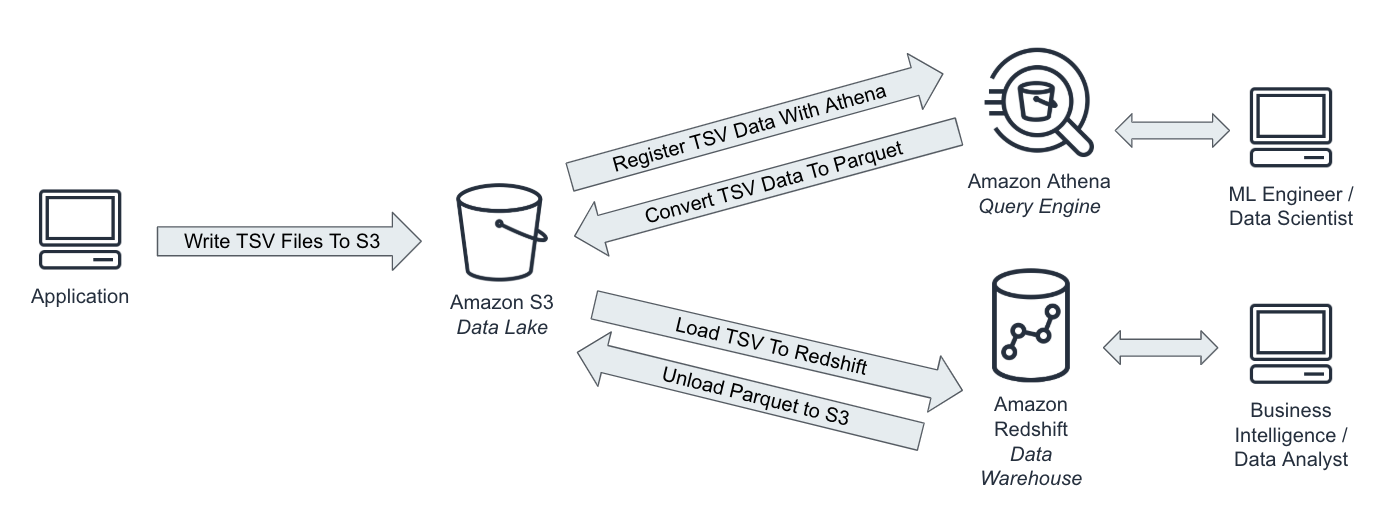 Write TSV Files To S3
Application
Amazon S3
Data Lake
Register TSV Data With Athena
Convert TSV Data To Parquet
Load TSV To Redshift
Unload Parquet to S3
Amazon Athena
Query Engine
ML Engineer /
Data Scientist
Amazon
Redshift
Data
Warehouse
Business
Intelligence /
Data Analyst